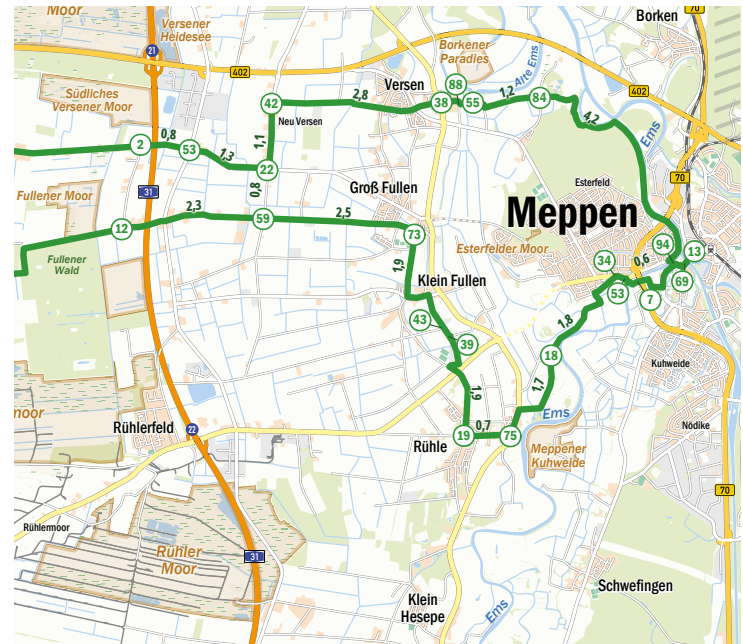 Moor
Versener
Heidesee
Borken
70
21
402
Borkener
Paradies
Alte Ems
Südliches
Versener Moor
Versen
88
38
55
1,2
84
402
42
2,8
4,2
Neu Versen
Ems
0,8
2
53
1,3
1,1
22
70
31
0,8
Groß Fullen
Esterfeld
Fullener Moor
2,3
59
2,5
Meppen
12
73
Esterfelder Moor
94
13
Fullener
Wald
34
0,6
1,9
Klein Fullen
53
7
69
43
1,8
39
18
Kuhweide
1,9
1,7
moor
Ems
Rühlerfeld
22
0,7
Nödike
19
75
Rühle
Meppener
Kuhweide
70
Rühlermoor
Rühler
Moor
31
Schwefingen
Klein
Hesepe
Ems